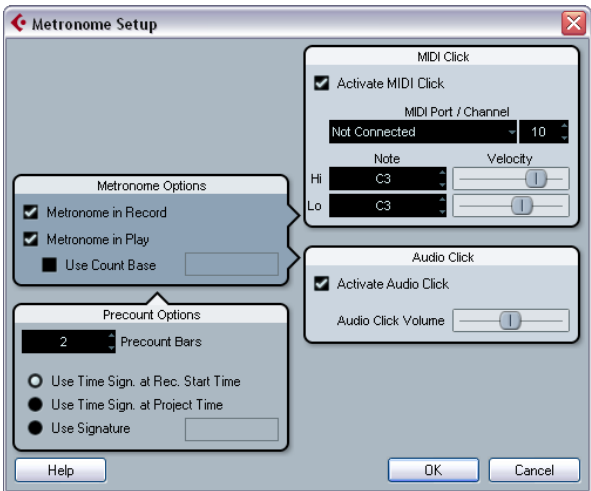 Metronome Setup
MIDI Click
Activate MIDI Click
MIDI Port / Channel
Not Connected 10
Note Velocity
Hi C3
Lo C3
Metronome Options
Metronome in Record
Metronome in Play
Use Count Base
Audio Click
Activate Audio Click
Audio Click Volume
Precount Options
2 Precount Bars
Use Time Sign. at Rec. Start Time
Use Time Sign. at Project Time
Use Signature
Help OK Cancel